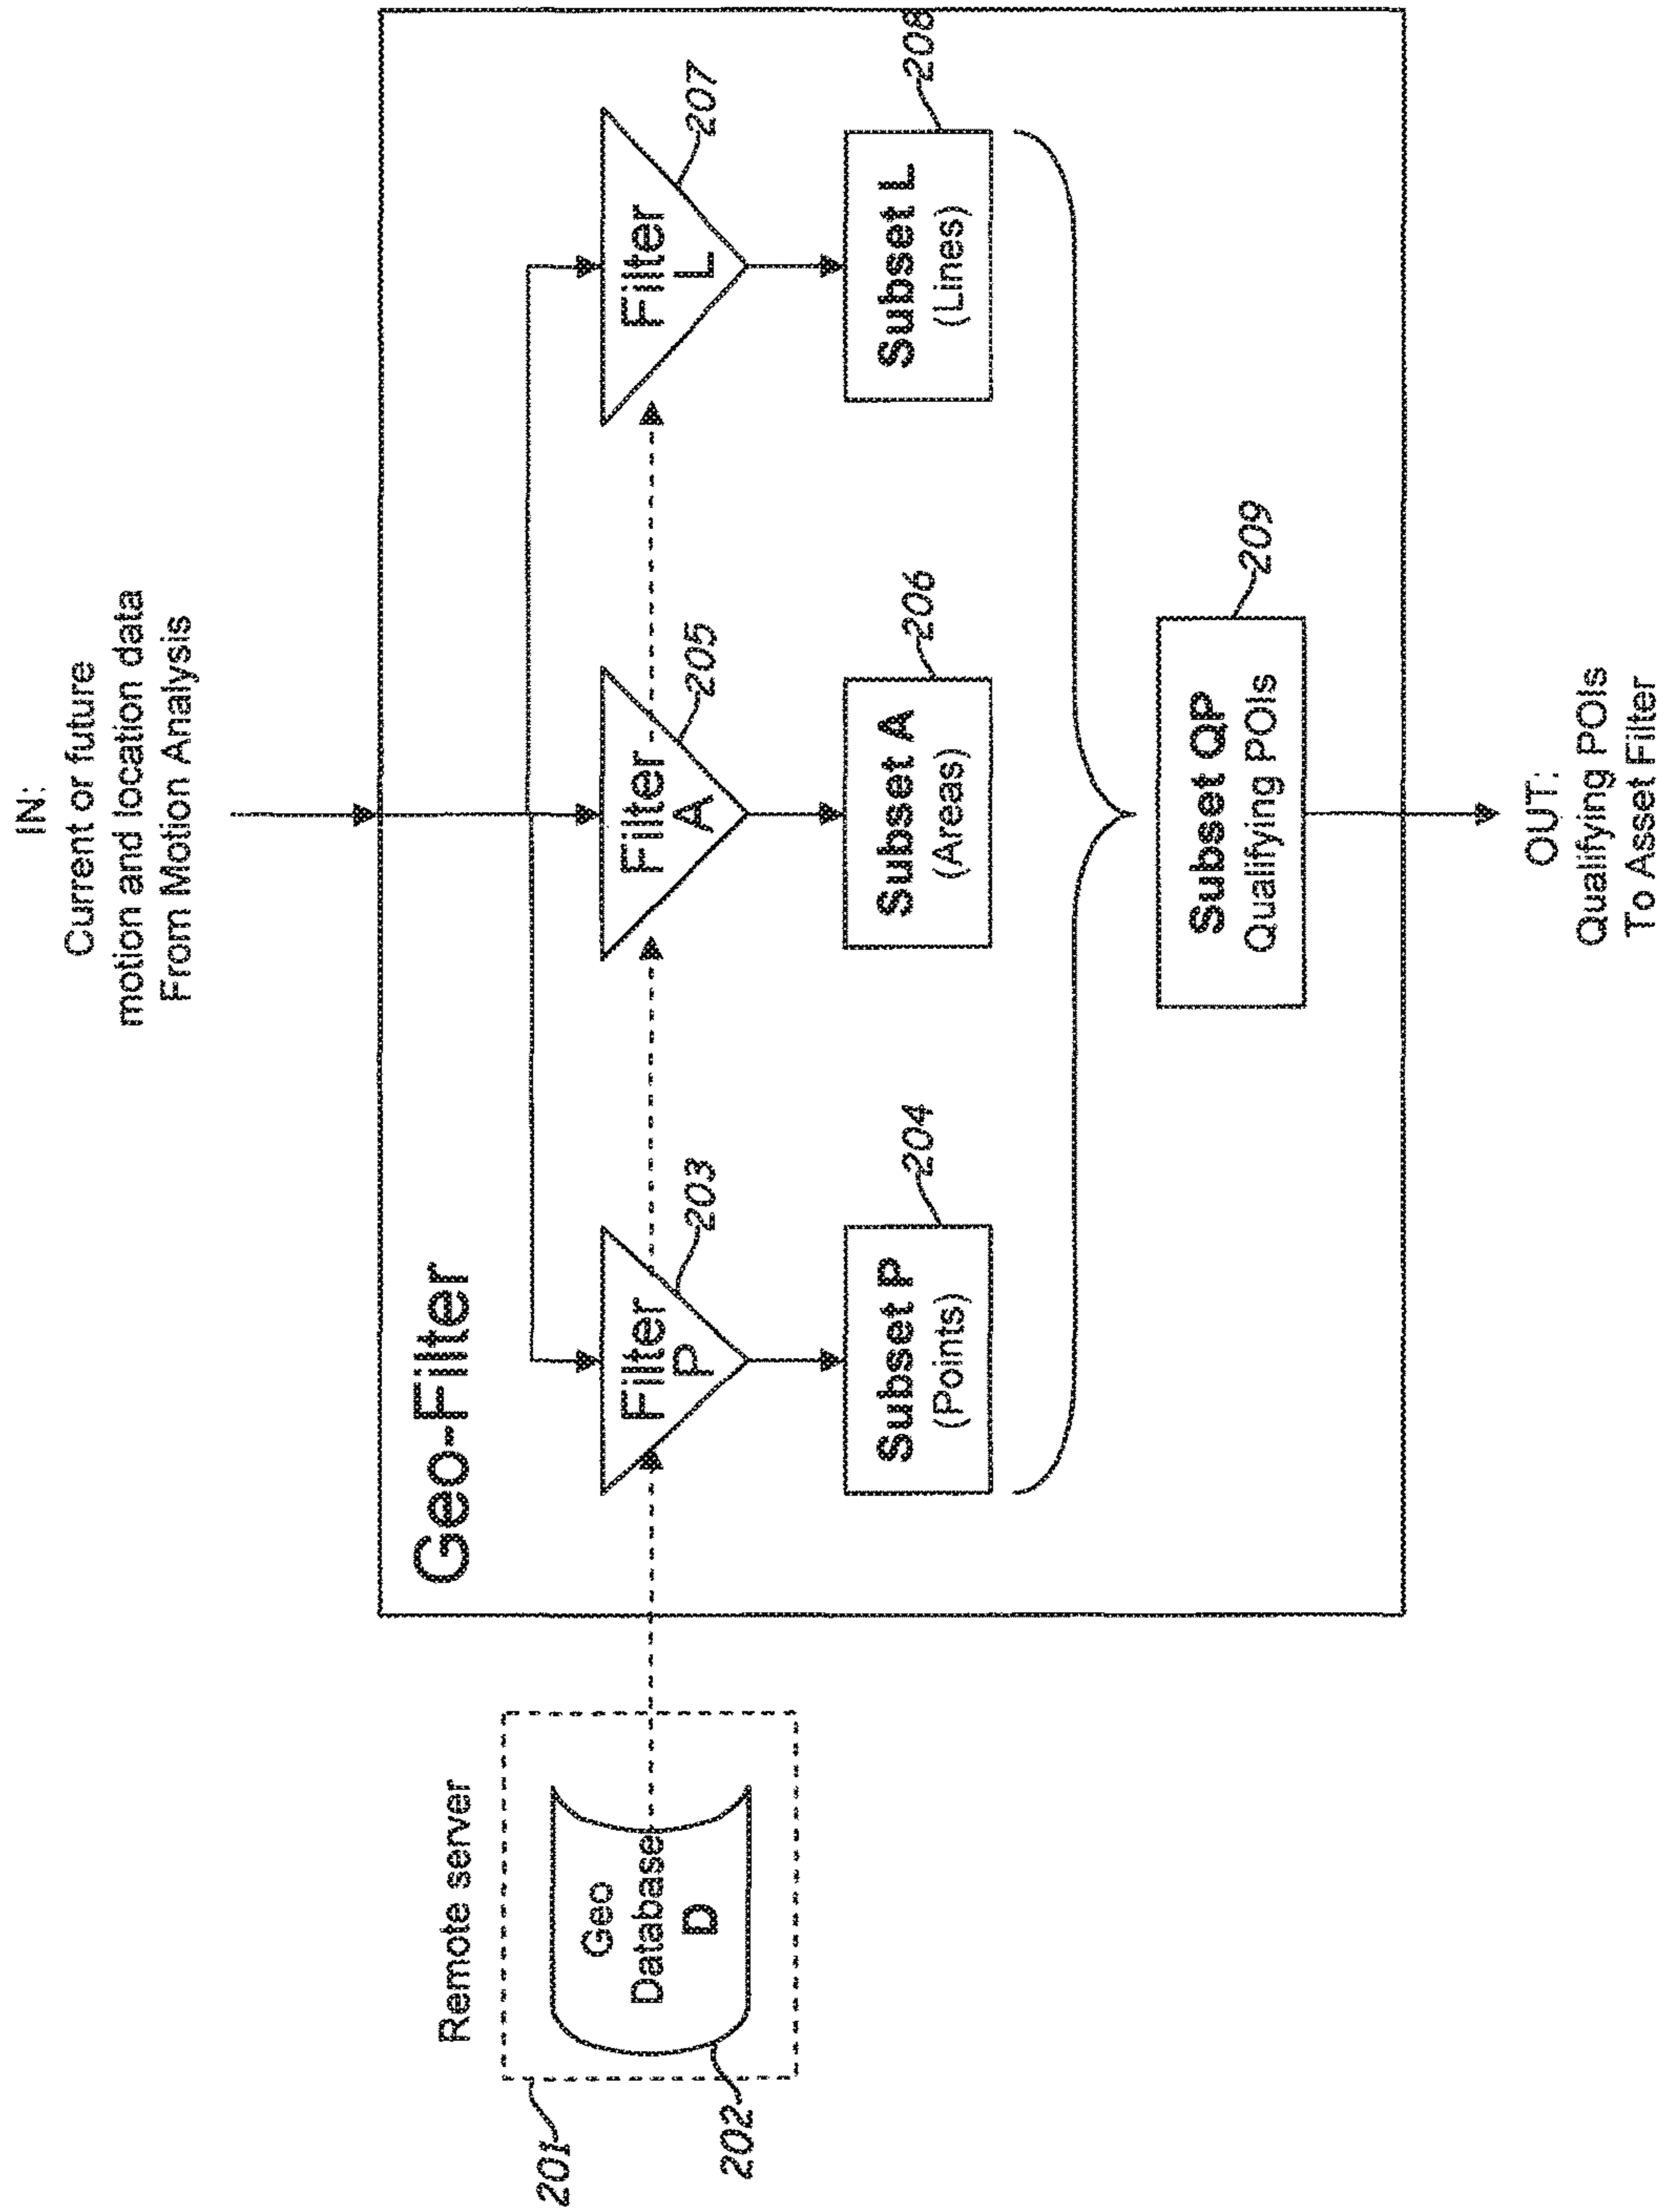 IN:
Current or future
motion and location data
From Motion Analysis
Geo-Filter
Remote server
Geo
Database
D
201
202
Filter
P
203
Filter
A
205
Filter
L
207
Subset P
(Points)
204
Subset A
(Areas)
206
Subset L
(Lines)
208
Subset QP
Qualifying POIs
209
OUT:
Qualifying POIs
To Asset Filter